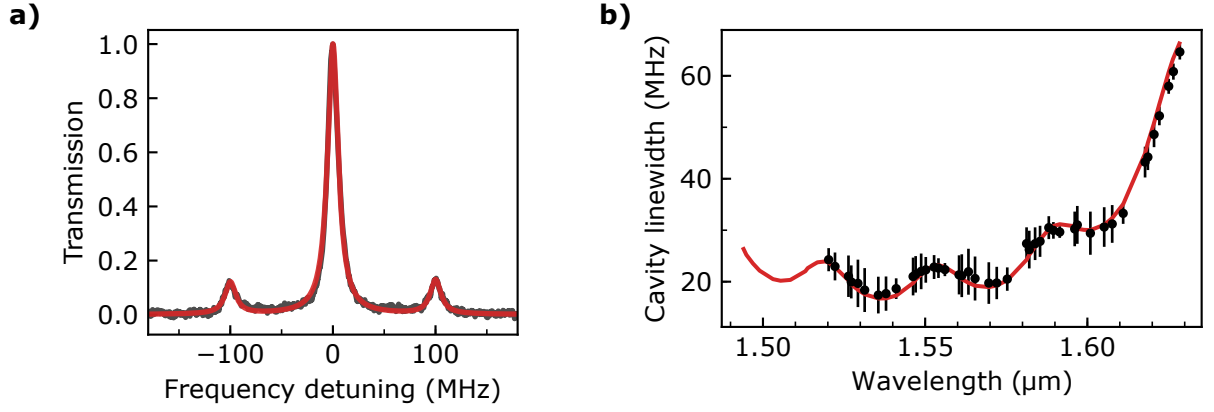 a)
1.0
0.8
0.6
0.4
0.2
0.0
Transmission
−100
0
100
Frequency detuning (MHz)
b)
60
40
20
Cavity linewidth (MHz)
1.50
1.55
1.60
Wavelength (μm)